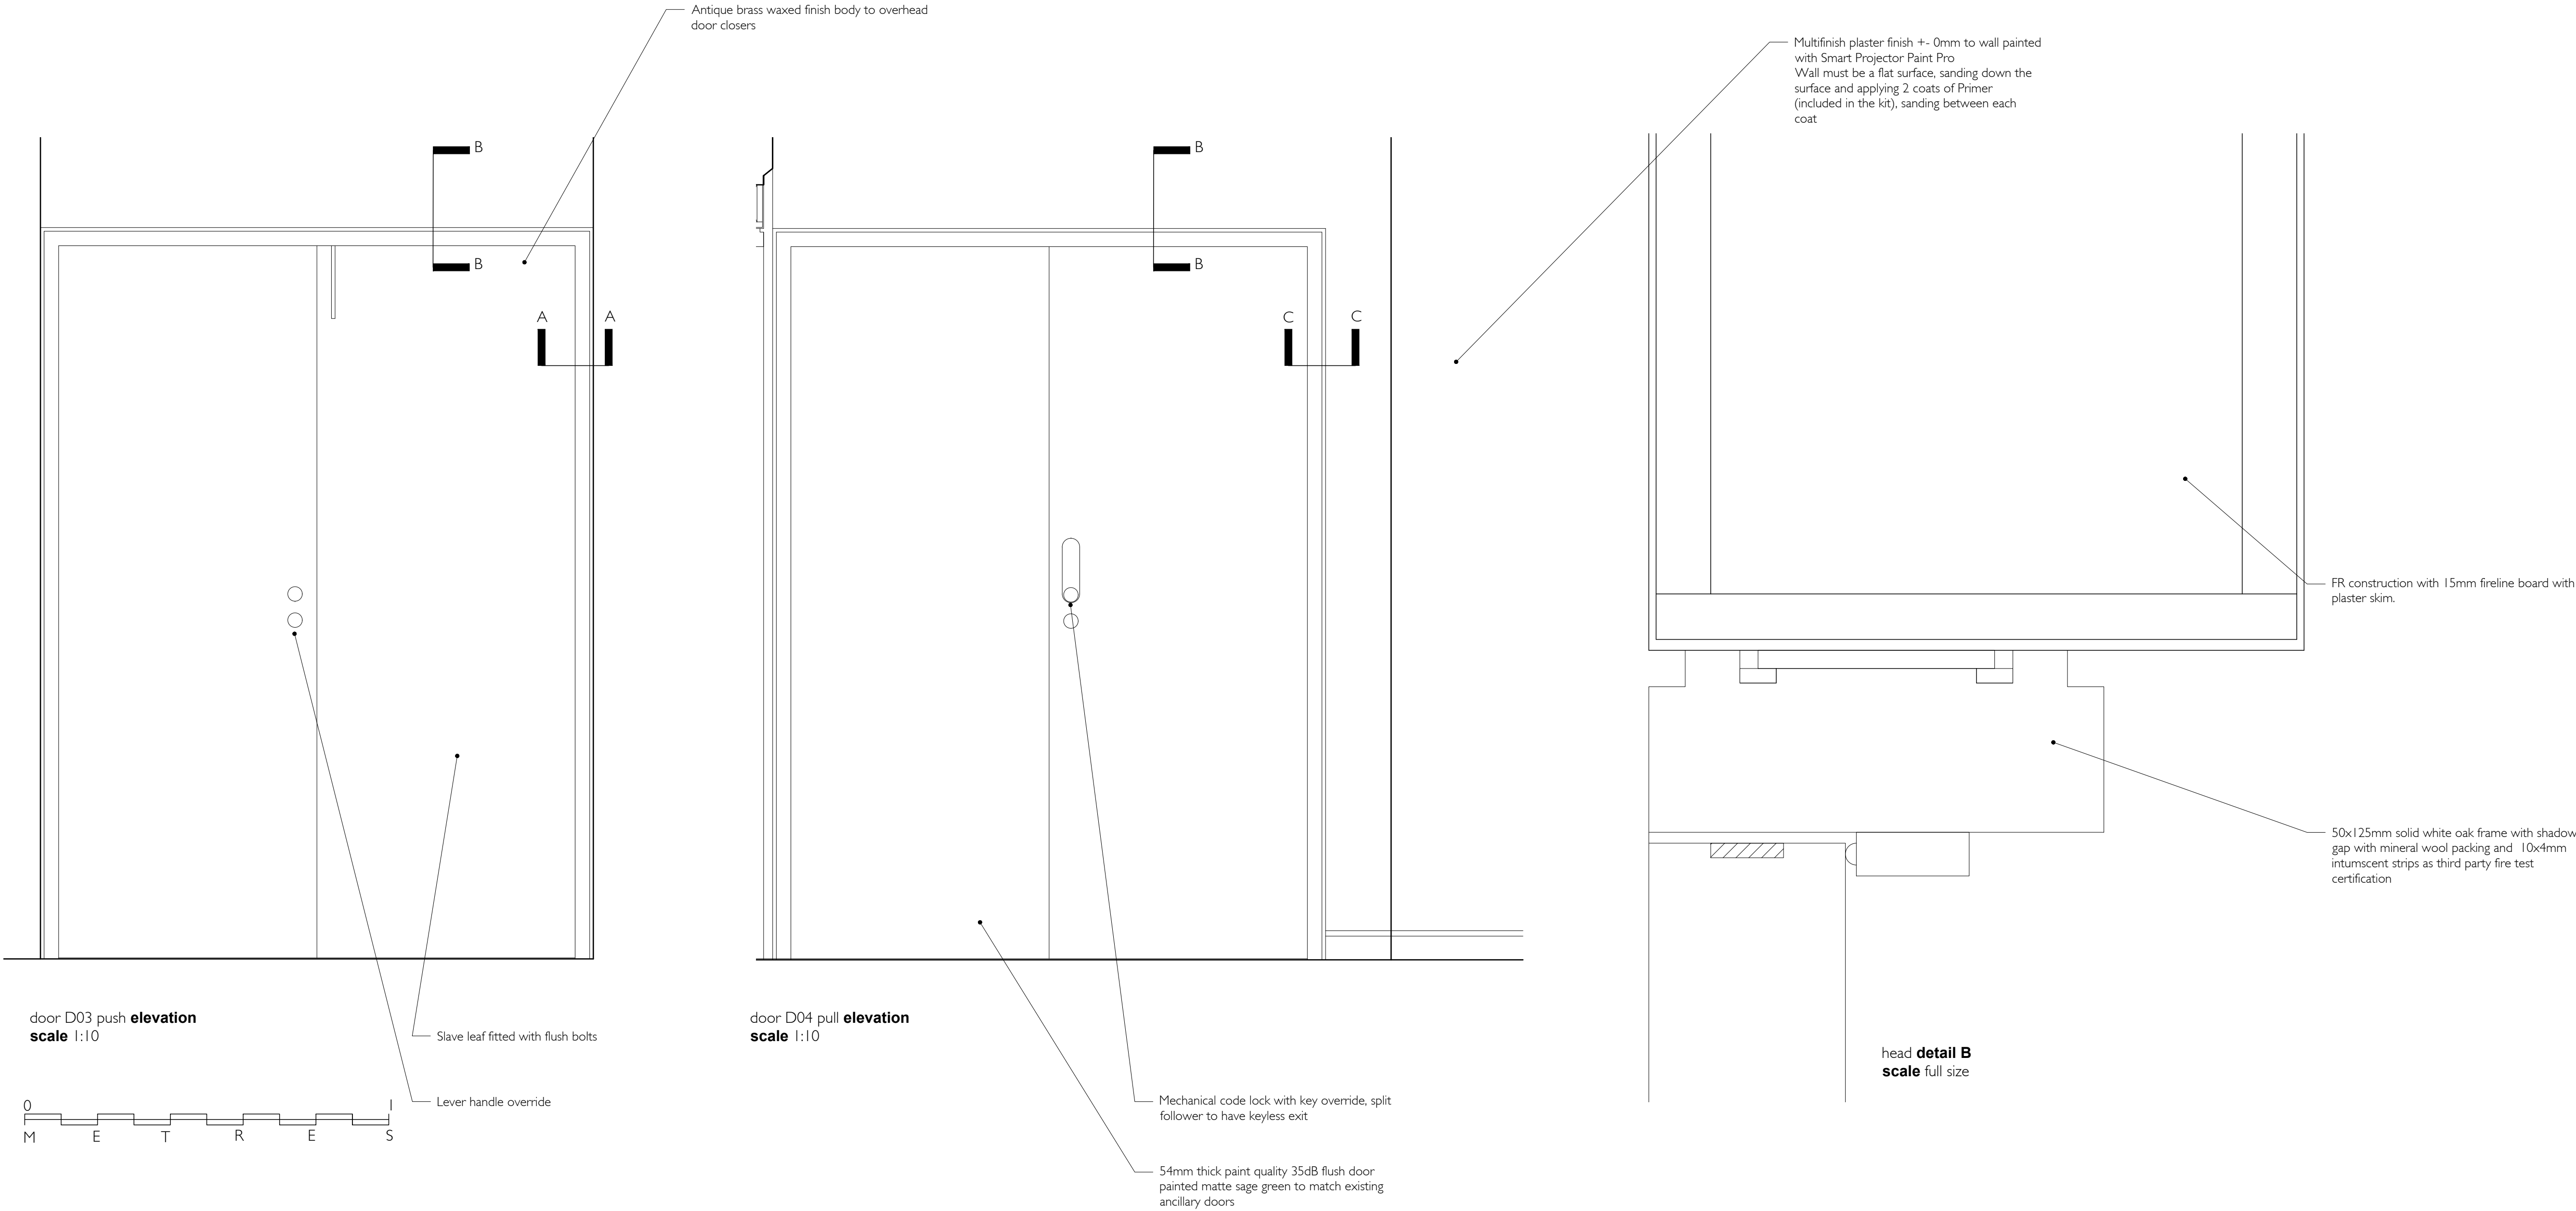 Antique brass waxed finish body to overhead
door closers
Multifinish plaster finish +- 0mm to wall painted
with Smart Projector Paint Pro
Wall must be a flat surface, sanding down the
surface and applying 2 coats of Primer
(included in the kit), sanding between each
coat
B
B
A A
B
B
C C
FR construction with 15mm fireline board with
plaster skim.
50x125mm solid white oak frame with shadow
gap with mineral wool packing and 10x4mm
intumscent strips as third party fire test
certification
door D03 push elevation
scale 1:10
Slave leaf fitted with flush bolts
Lever handle override
0 1
M E T R E S
door D04 pull elevation
scale 1:10
Mechanical code lock with key override, split
follower to have keyless exit
54mm thick paint quality 35dB flush door
painted matte sage green to match existing
ancillary doors
head detail B
scale full size